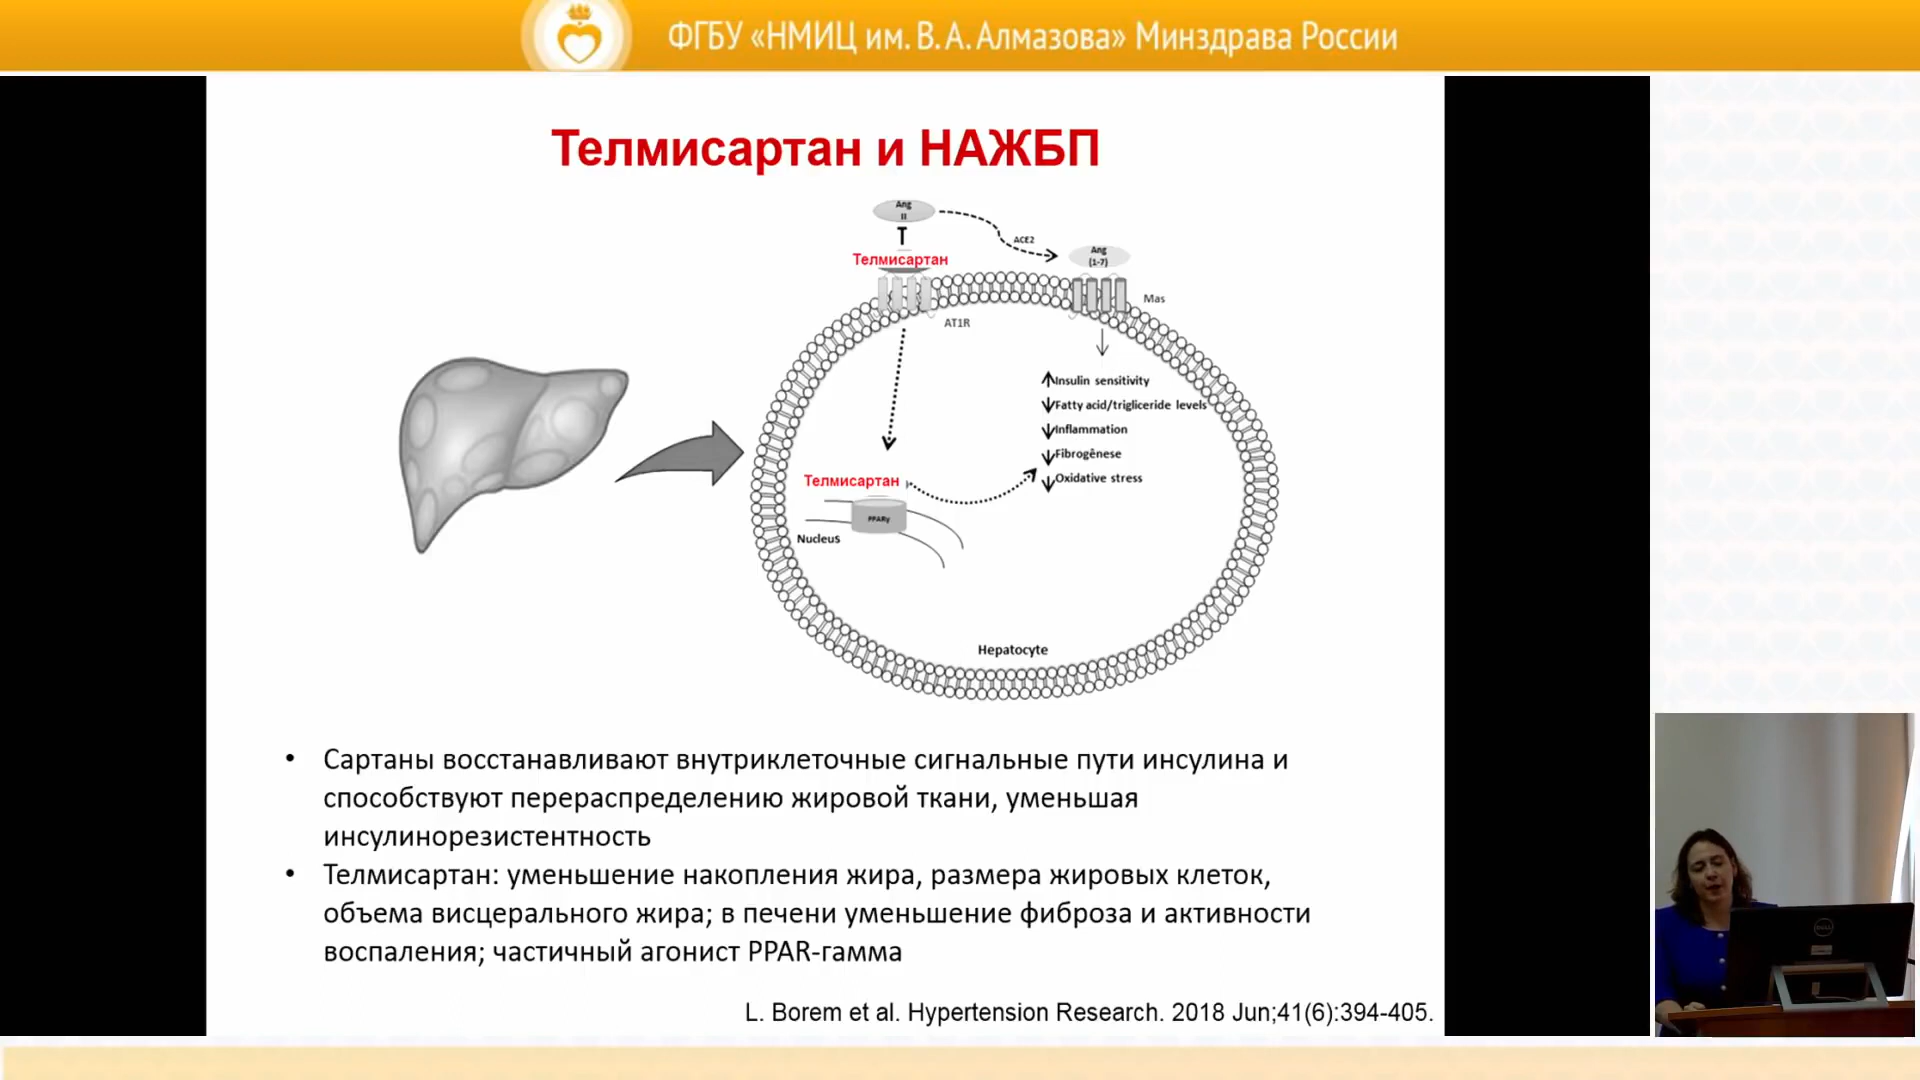 ФГБУ «НМИЦ им. В. А. Алмазова» Минздрава России
Телмисартан и НАЖБП
Ang
II
ACE2
Ang
(1-7)
Телмисартан
Mas
AT1R
Insulin sensitivity
Fatty acid/trigliceride levels
Inflammation
Fibrogênese
Oxidative stress
Телмисартан
PPARγ
Nucleus
Hepatocyte
• Сартаны восстанавливают внутриклеточные сигнальные пути инсулина и
способствуют перераспределению жировой ткани, уменьшая
инсулинорезистентность
• Телмисартан: уменьшение накопления жира, размера жировых клеток,
объема висцерального жира; в печени уменьшение фиброза и активности
воспаления; частичный агонист PPAR-гамма
L. Borem et al. Hypertension Research. 2018 Jun;41(6):394-405.
DELL